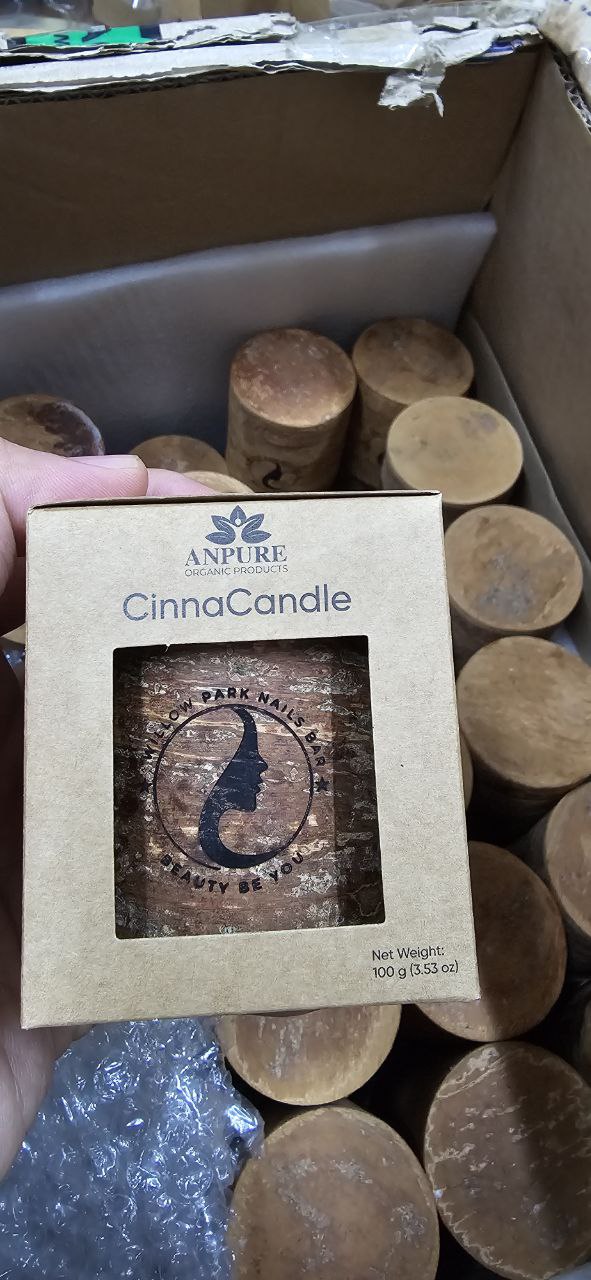 ANPURE
ORGANIC PRODUCTS
CinnaCandle
WILLOW PARK NAILS BAR
BEAUTY BE YOU
Net Weight:
100 g (3.53 oz)